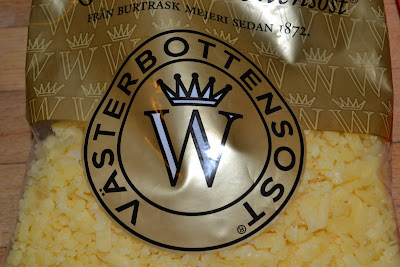 FRÅN BURTRÄSK MEJERI SEDAN 1872.
VÄSTERBOTTENSOST®
W